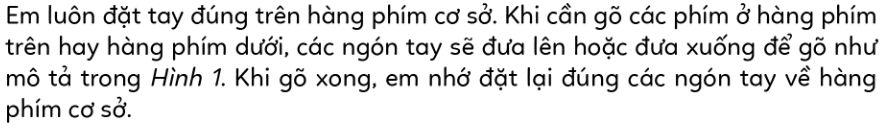 Em luôn đặt tay đúng trên hàng phím cơ sở. Khi cần gõ các phím ở hàng phím
trên hay hàng phím dưới, các ngón tay sẽ đưa lên hoặc đưa xuống để gõ như
mô tả trong Hình 1. Khi gõ xong, em nhớ đặt lại đúng các ngón tay về hàng
phím cơ sở.